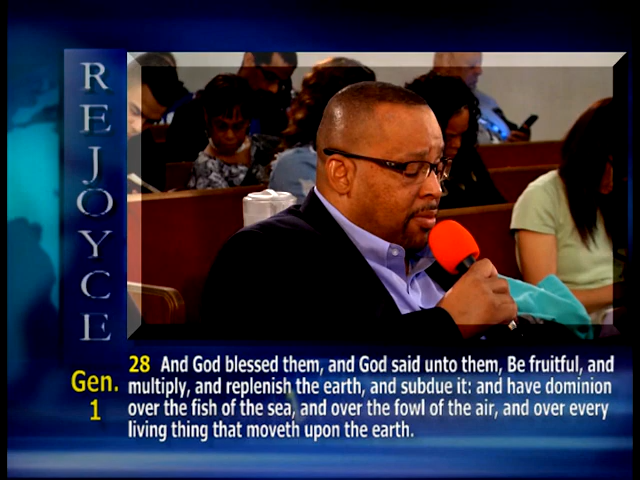 REJOYCE
Gen.
1
28 And God blessed them, and God said unto them, Be fruitful, and
multiply, and replenish the earth, and subdue it: and have dominion
over the fish of the sea, and over the fowl of the air, and over every
living thing that moveth upon the earth.